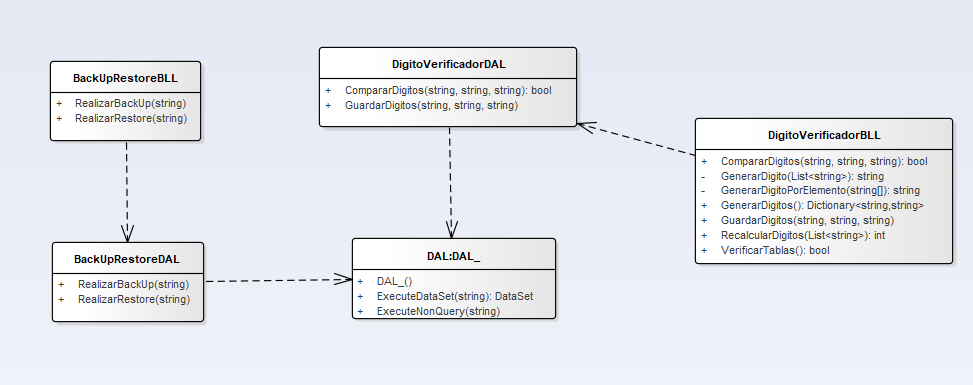 BackUpRestoreBLL
+ RealizarBackUp(string)
+ RealizarRestore(string)
DigitoVerificadorDAL
+ CompararDigitos(string, string, string): bool
+ GuardarDigitos(string, string, string)
DigitoVerificadorBLL
+ CompararDigitos(string, string, string): bool
- GenerarDigito(List<string>): string
- GenerarDigitoPorElemento(string[]): string
+ GenerarDigitos(): Dictionary<string,string>
+ GuardarDigitos(string, string, string)
+ RecalcularDigitos(List<string>): int
+ VerificarTablas(): bool
BackUpRestoreDAL
+ RealizarBackUp(string)
+ RealizarRestore(string)
DAL:DAL_
+ DAL_()
+ ExecuteDataSet(string): DataSet
+ ExecuteNonQuery(string)